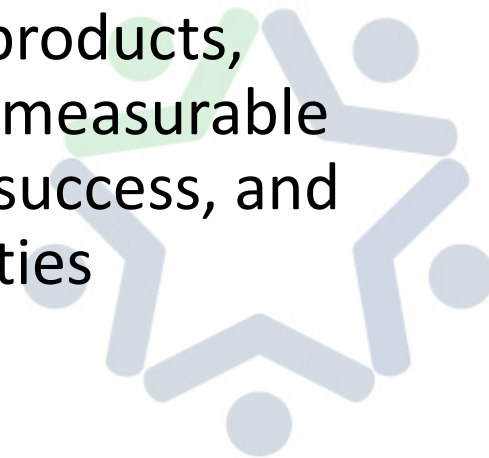 products,
measurable
success, and
ties